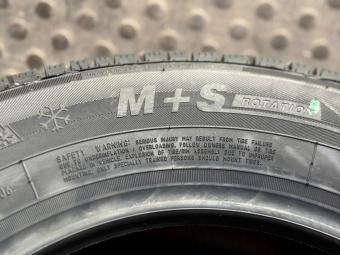 M+S ROTATION
SAFETY WARNING: SERIOUS INJURY MAY RESULT FROM TIRE FAILURE
DUE TO UNDERINFLATION / OVERLOADING. FOLLOW OWNERS MANUAL OR
PLACARD IN VEHICLE. EXPLOSION OF TIRE/RIM ASSEMBLY DUE TO IMPROPER
MOUNTING. ONLY SPECIALLY TRAINED PERSONS SHOULD MOUNT TIRES.